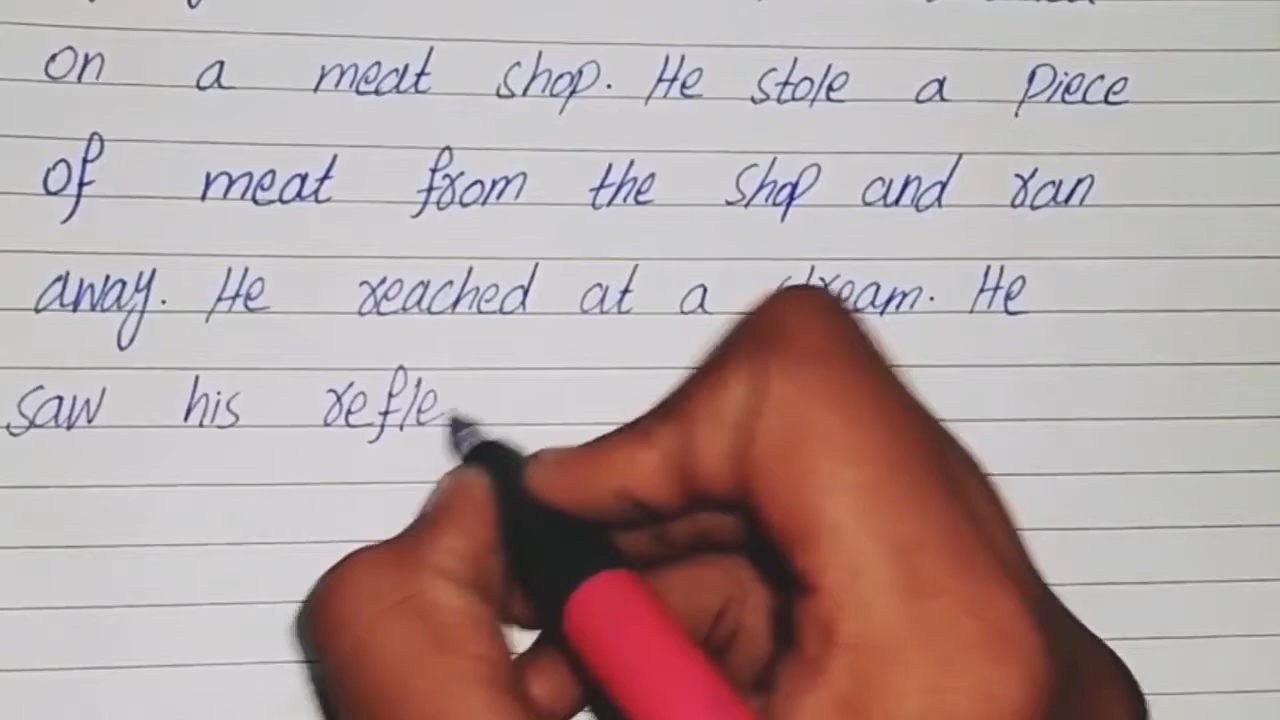 on a meat shop. He stole a Piece
of meat from the shop and ran
away. He reached at a stream. He
saw his refle